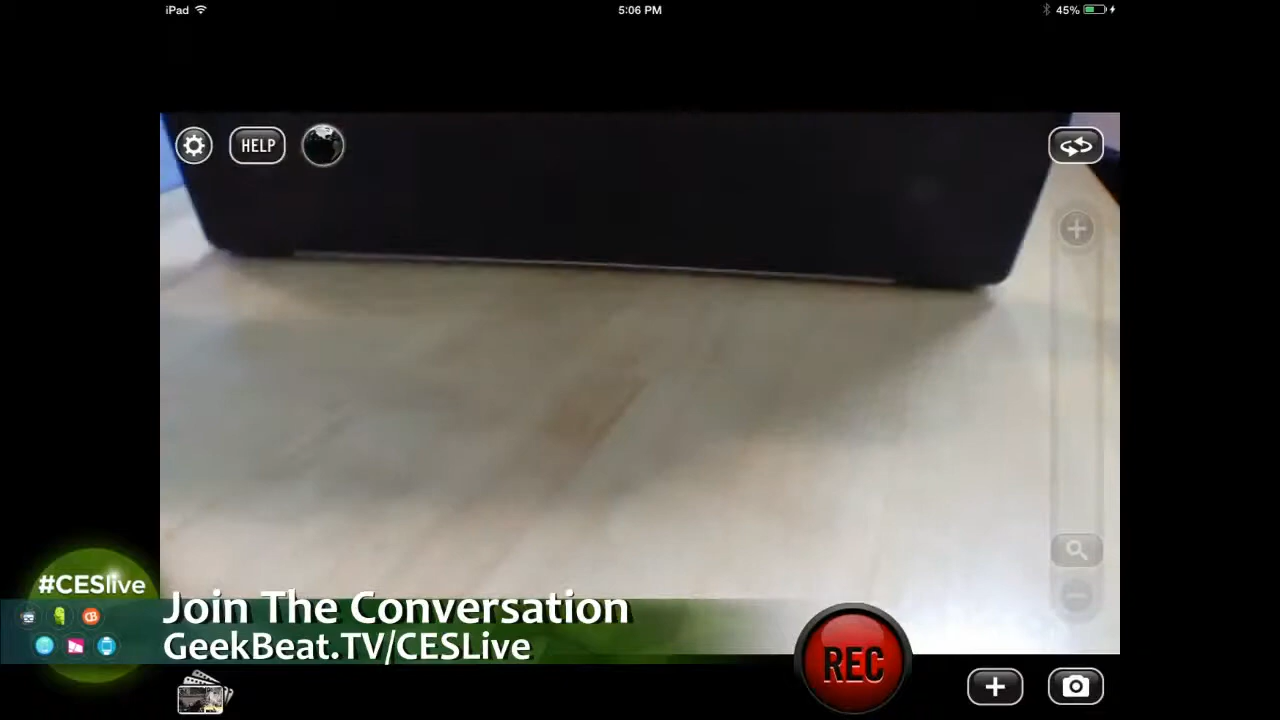 iPad
5:06 PM
45%
HELP
#CESlive
Join The Conversation
GeekBeat.TV/CESLive
REC